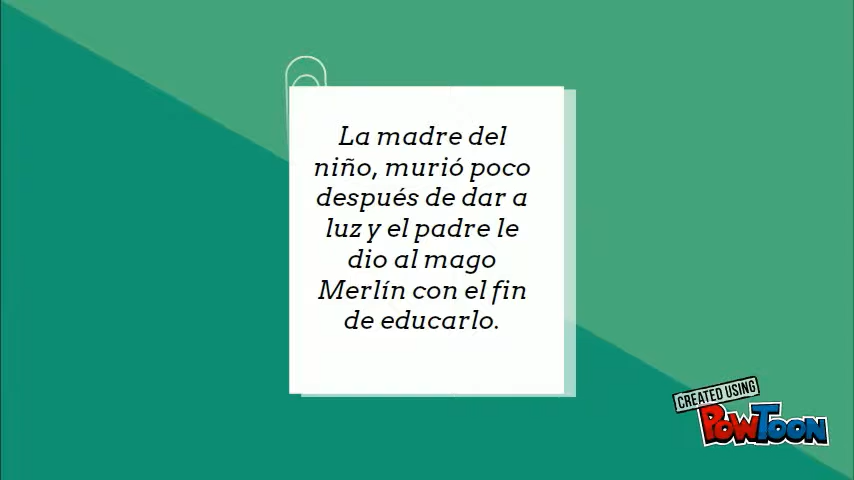 La madre del
niño, murió poco
después de dar a
luz y el padre le
dio al mago
Merlín con el fin
de educarlo.
CREATED USING
POWTOON